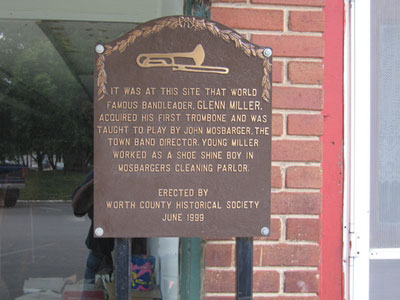 IT WAS AT THIS SITE THAT WORLD
FAMOUS BANDLEADER, GLENN MILLER,
ACQUIRED HIS FIRST TROMBONE AND WAS
TAUGHT TO PLAY BY JOHN MOSBARGER, THE
TOWN BAND DIRECTOR. YOUNG MILLER
WORKED AS A SHOE SHINE BOY IN
MOSBARGERS CLEANING PARLOR.
ERECTED BY
WORTH COUNTY HISTORICAL SOCIETY
JUNE 1999